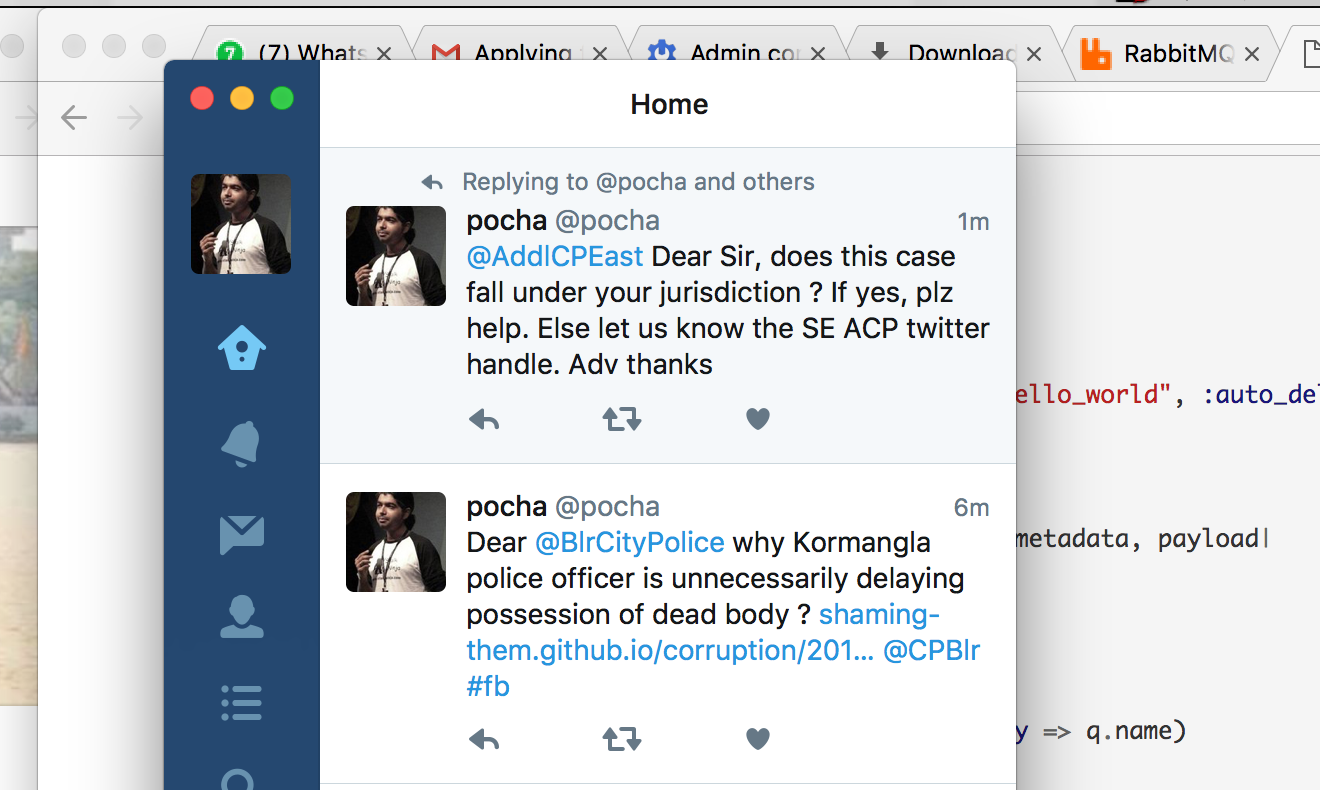 7 (7) Whats
Applying
Admin co
Download
RabbitMQ
Home
Replying to @pocha and others
pocha @pocha 1m
@AddlCPEast Dear Sir, does this case
fall under your jurisdiction ? If yes, plz
help. Else let us know the SE ACP twitter
handle. Adv thanks
ello_world", :auto_de
pocha @pocha 6m
Dear @BlrCityPolice why Kormangla
police officer is unnecessarily delaying
possession of dead body ? shaming-
them.github.io/corruption/201... @CPBlr
#fb
metadata, payload|
y => q.name)